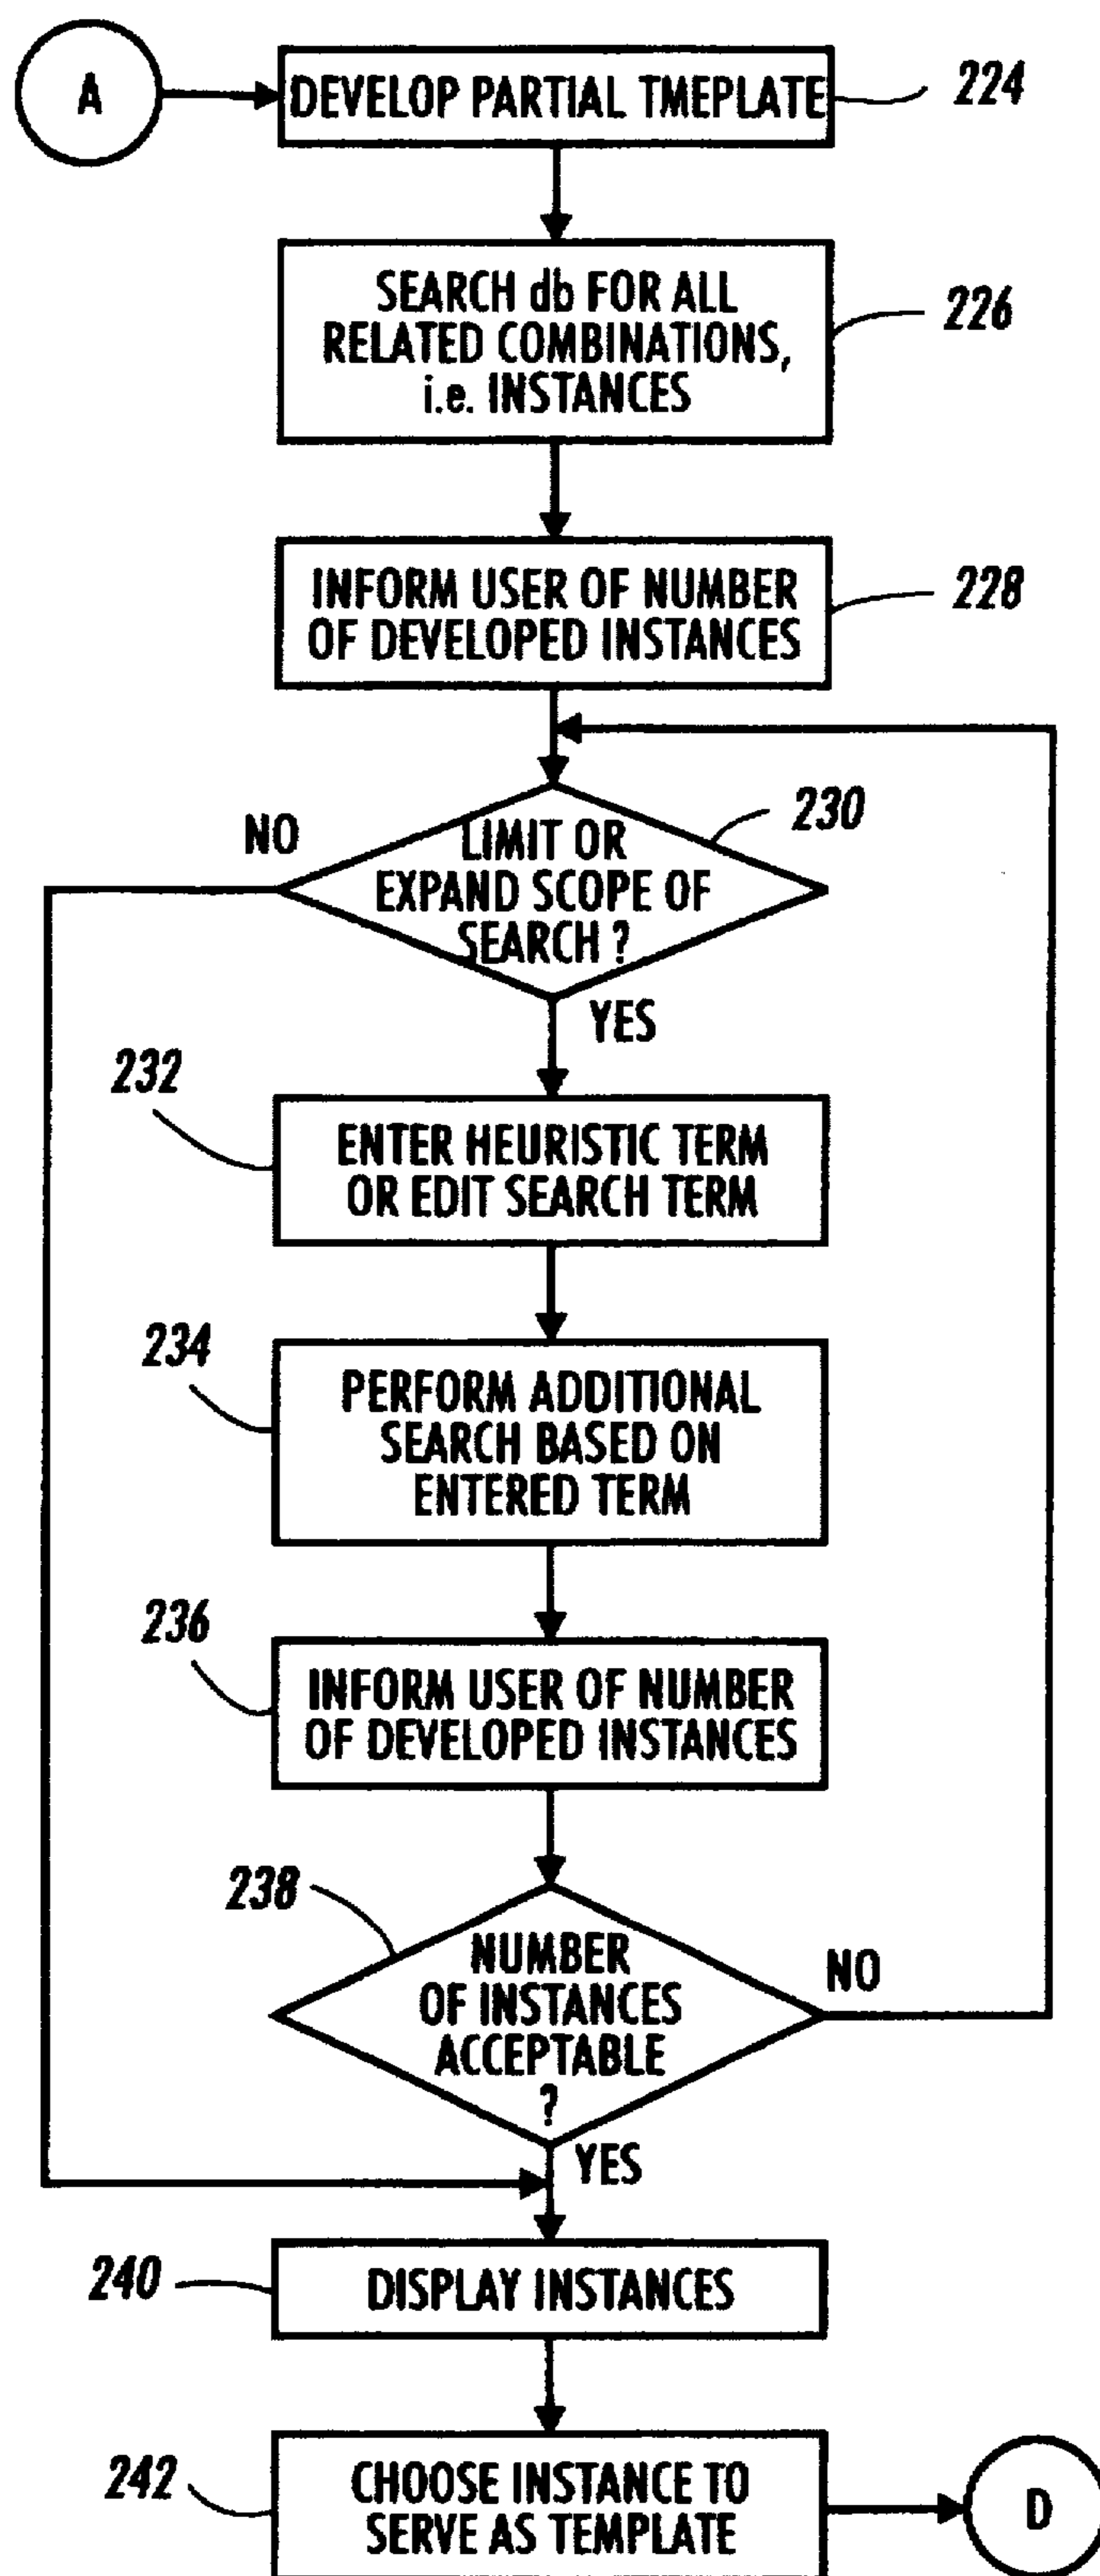 A
DEVELOP PARTIAL TMEPLATE
224
SEARCH db FOR ALL
RELATED COMBINATIONS,
i.e. INSTANCES
226
INFORM USER OF NUMBER
OF DEVELOPED INSTANCES
228
230
NO
LIMIT OR
EXPAND SCOPE OF
SEARCH ?
YES
232
ENTER HEURISTIC TERM
OR EDIT SEARCH TERM
234
PERFORM ADDITIONAL
SEARCH BASED ON
ENTERED TERM
236
INFORM USER OF NUMBER
OF DEVELOPED INSTANCES
238
NUMBER
OF INSTANCES
ACCEPTABLE
?
NO
YES
240
DISPLAY INSTANCES
242
CHOOSE INSTANCE TO
SERVE AS TEMPLATE
D